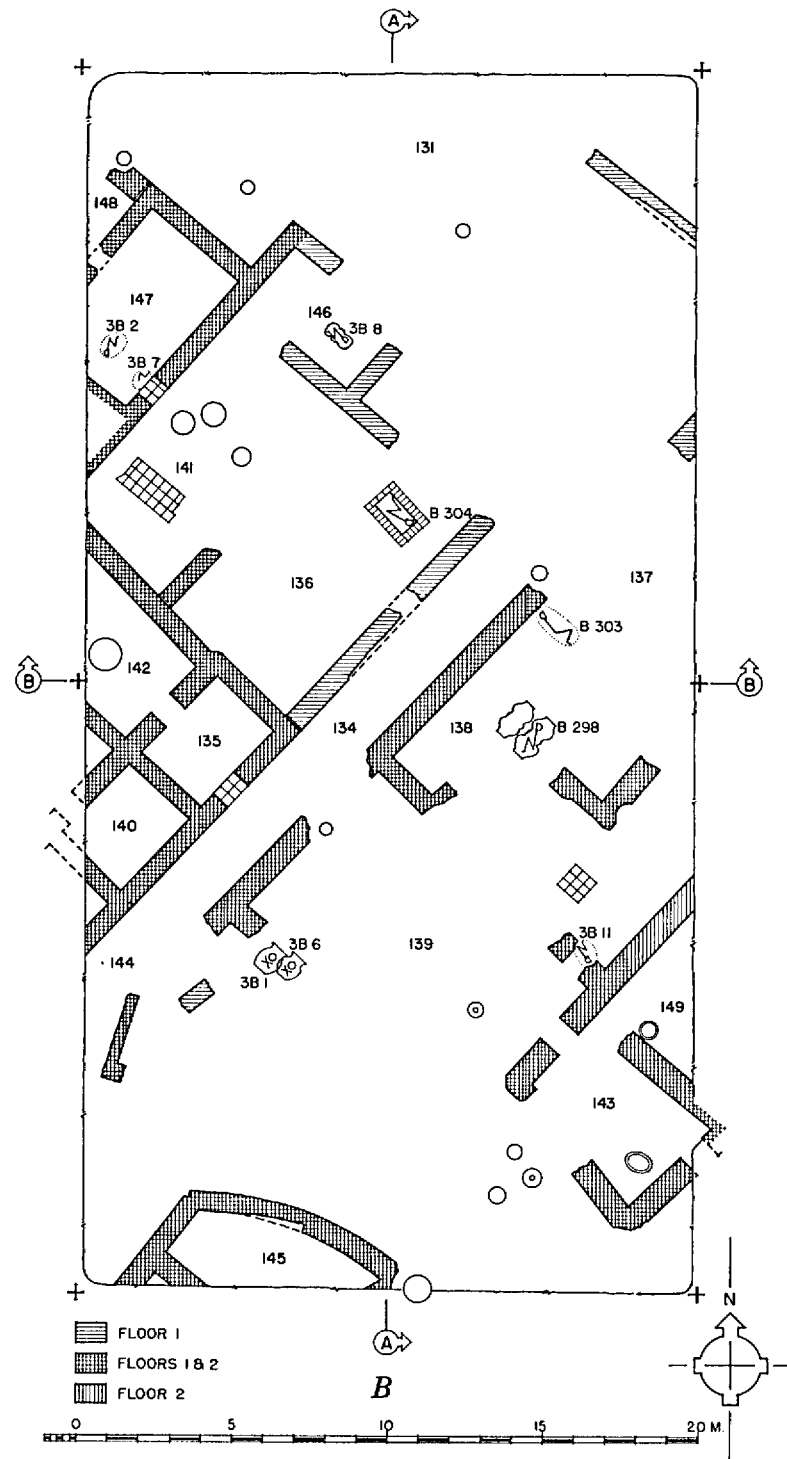 A
131
148
147
146
3B 2
3B 8
3B 7
141
B 304
136
137
B 303
142
B
B
134
138
B 298
135
140
3B 6
139
3B 11
144
3B 1
149
143
145
N
FLOOR 1
FLOORS 1 & 2
A
FLOOR 2
B
0 5 10 15 20 M.